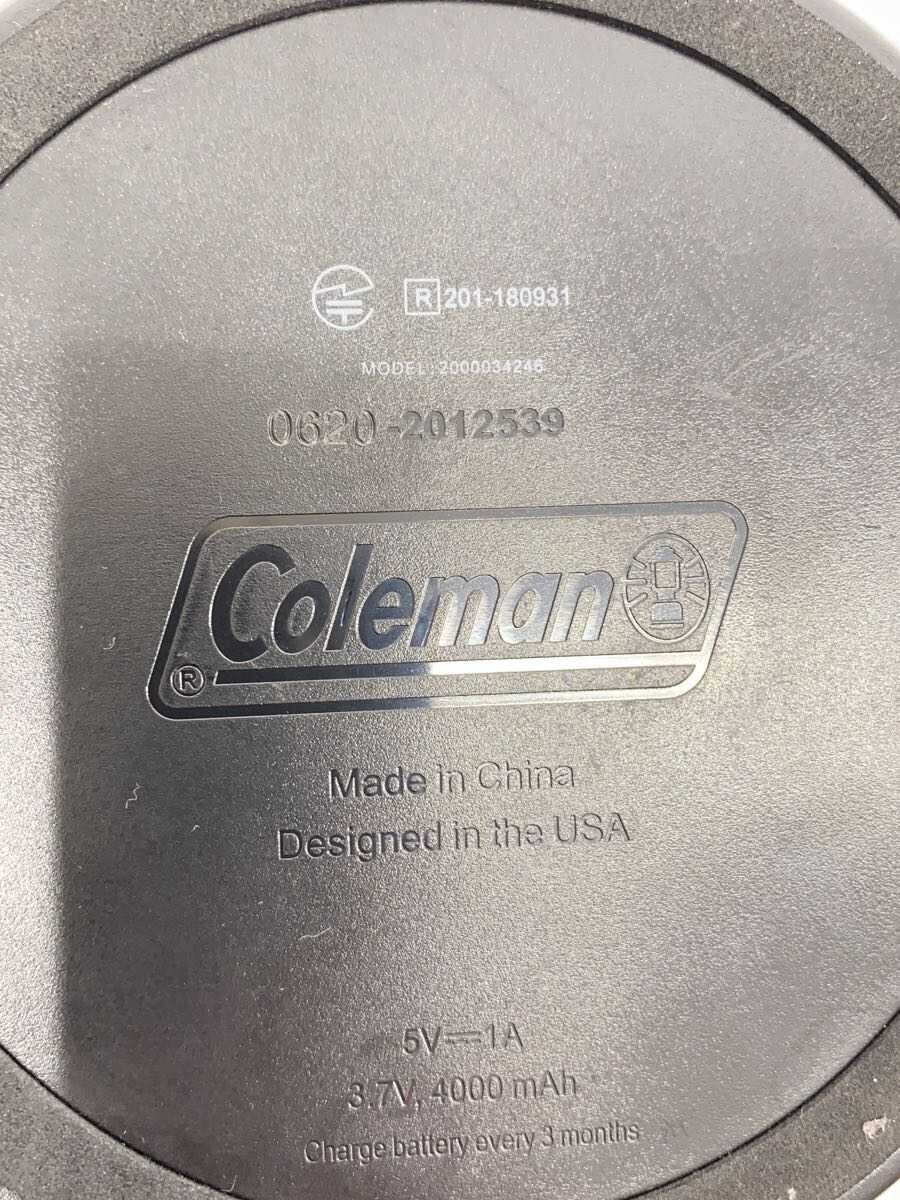 R 201-180931
MODEL: 2000034246
0620-2012539
Coleman
®
Made in China
Designed in the USA
5V⎓1A
3.7V, 4000 mAh
Charge battery every 3 months